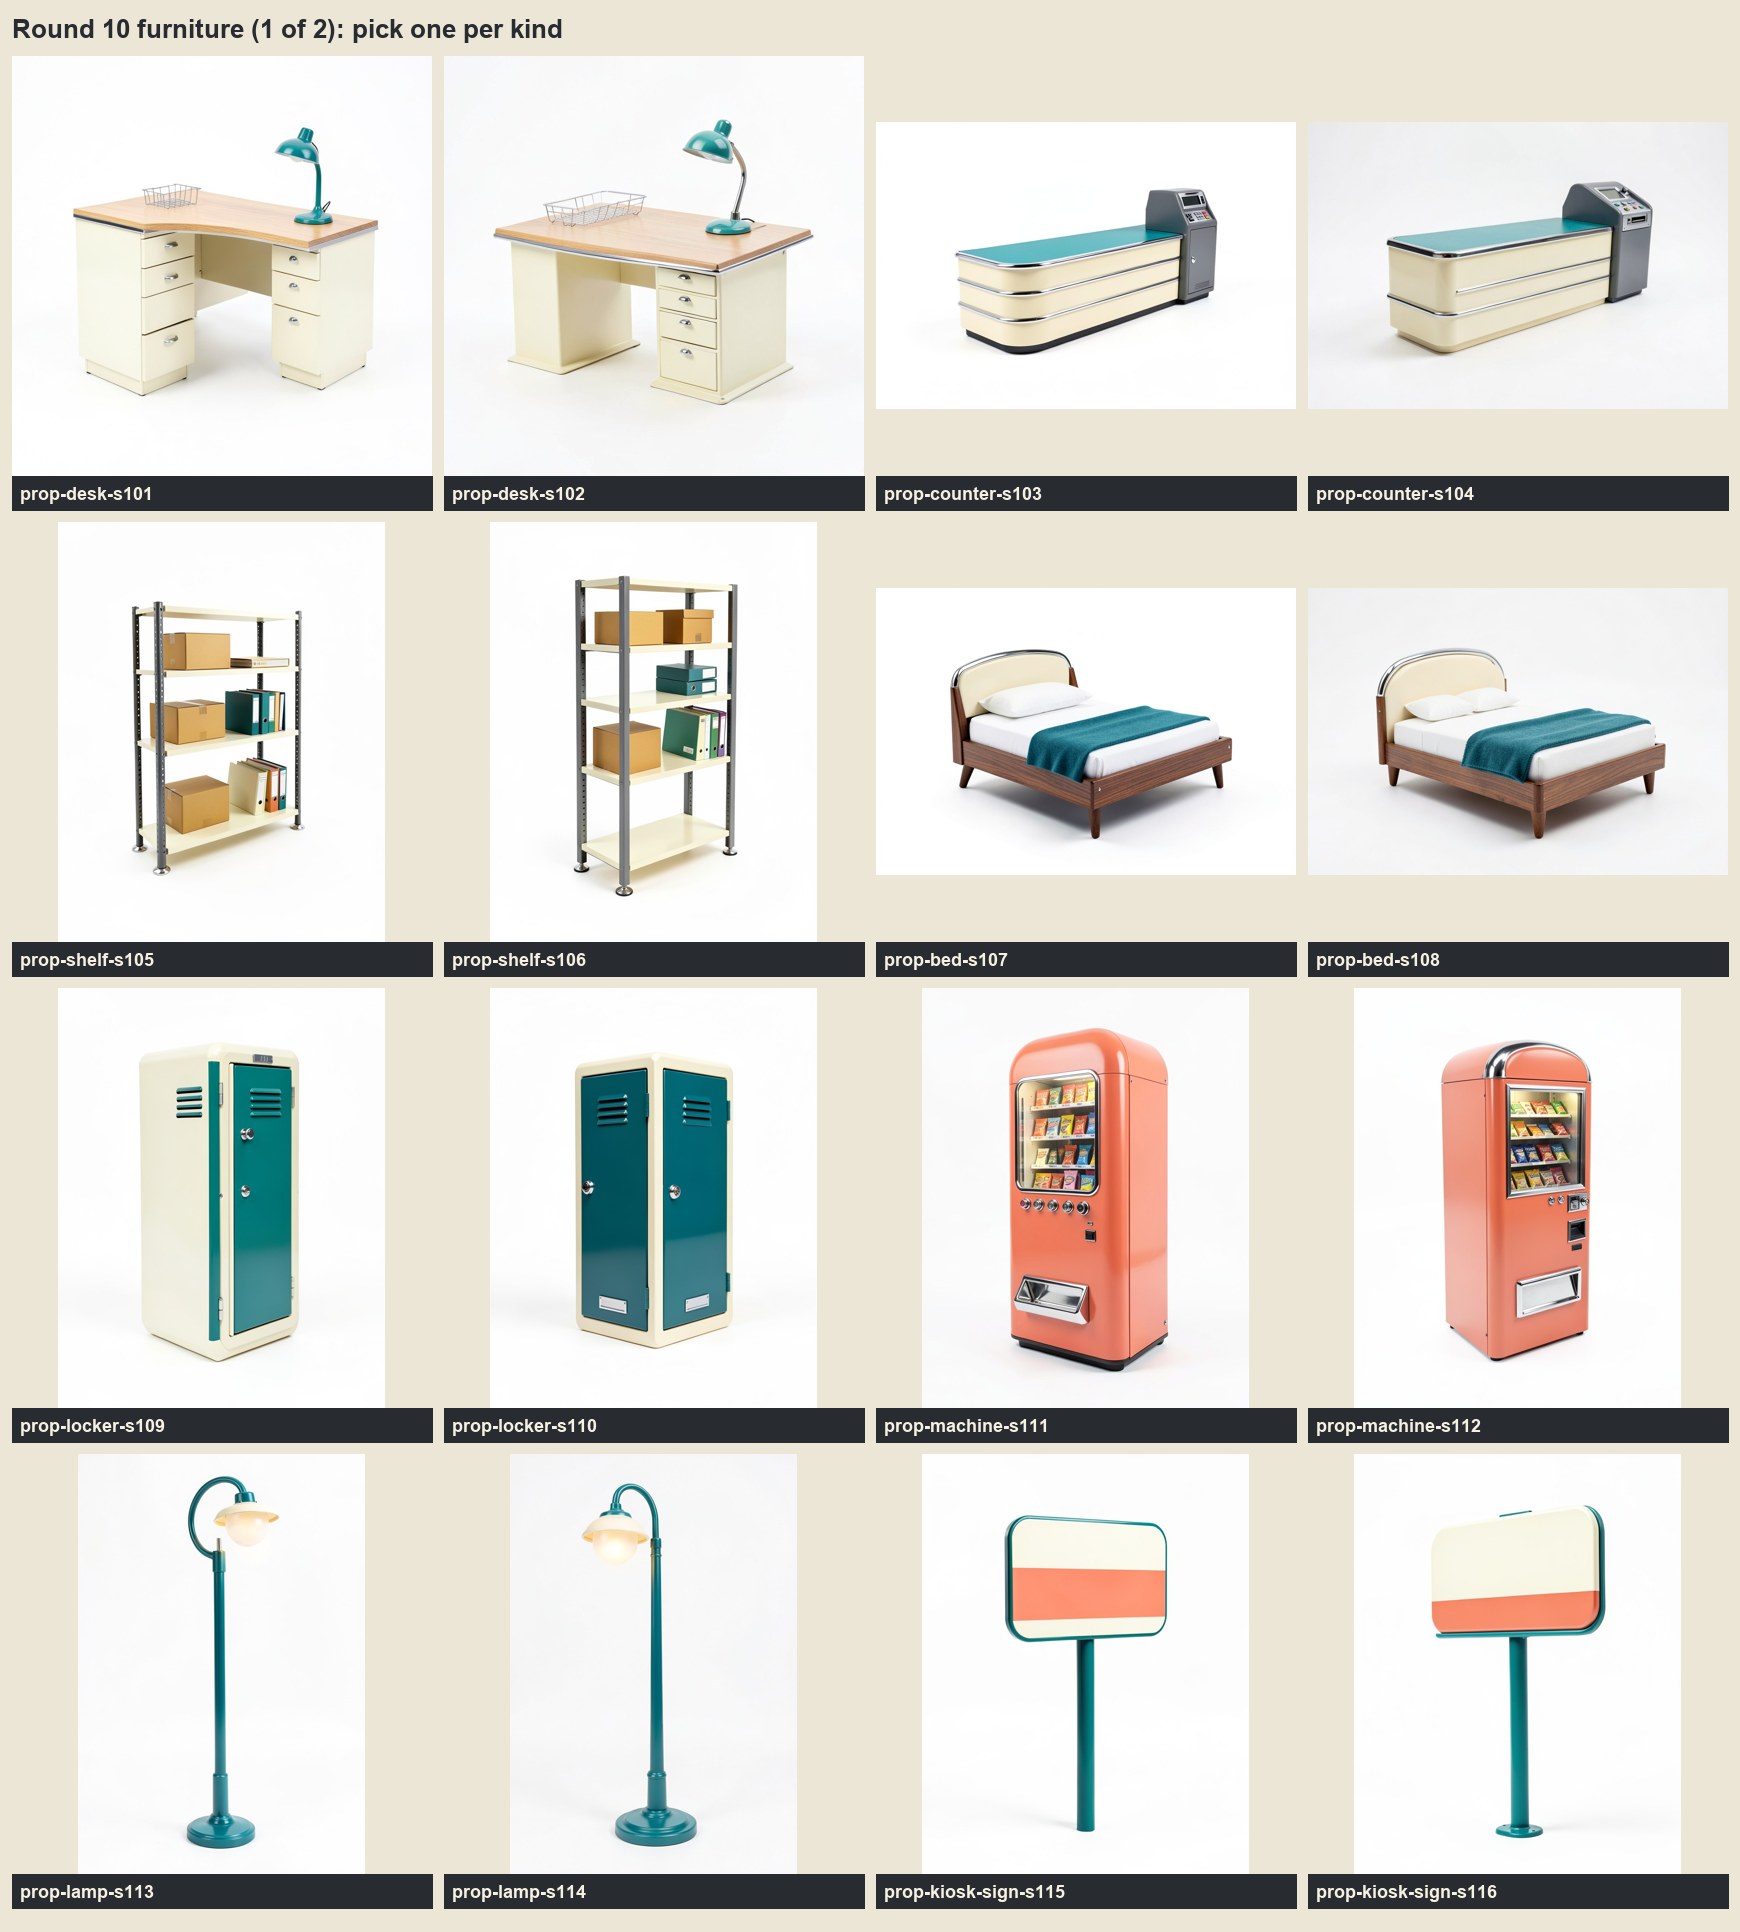 Round 10 furniture (1 of 2): pick one per kind
prop-desk-s101
prop-desk-s102
prop-counter-s103
prop-counter-s104
prop-shelf-s105
prop-shelf-s106
prop-bed-s107
prop-bed-s108
prop-locker-s109
prop-locker-s110
prop-machine-s111
prop-machine-s112
prop-lamp-s113
prop-lamp-s114
prop-kiosk-sign-s115
prop-kiosk-sign-s116